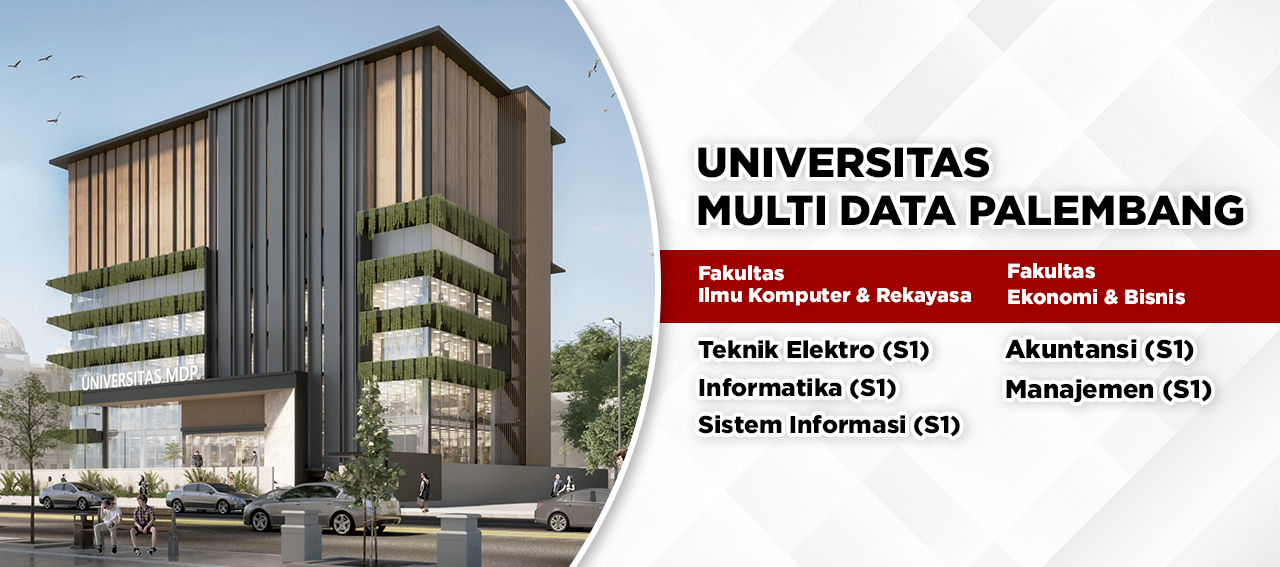 UNIVERSITAS
MULTI DATA PALEMBANG
Fakultas
Ilmu Komputer & Rekayasa
Teknik Elektro (S1)
Informatika (S1)
Sistem Informasi (S1)
Fakultas
Ekonomi & Bisnis
Akuntansi (S1)
Manajemen (S1)
UNIVERSITAS MDP